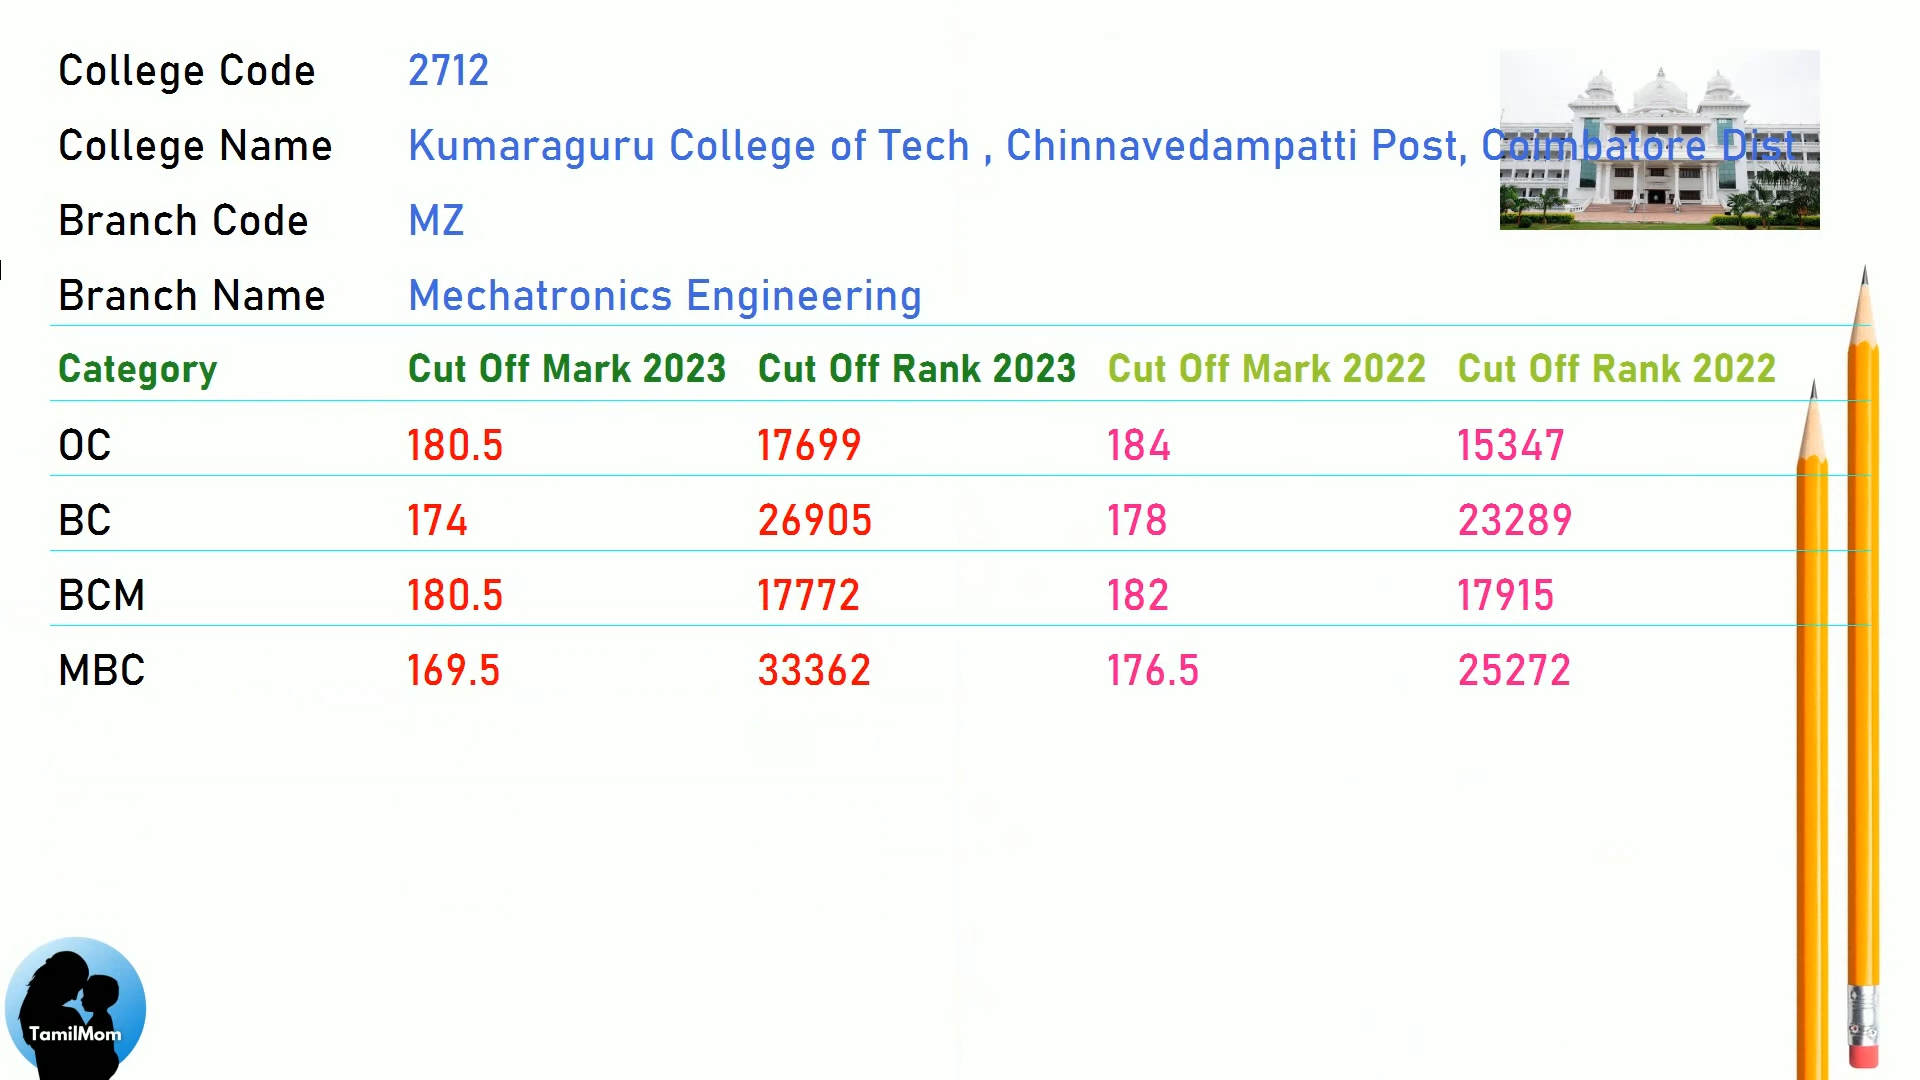 College Code 2712
College Name Kumaraguru College of Tech , Chinnavedampatti Post, Coimbatore Dist
Branch Code MZ
Branch Name Mechatronics Engineering
Category Cut Off Mark 2023 Cut Off Rank 2023 Cut Off Mark 2022 Cut Off Rank 2022
OC 180.5 17699 184 15347
BC 174 26905 178 23289
BCM 180.5 17772 182 17915
MBC 169.5 33362 176.5 25272
TamilMom